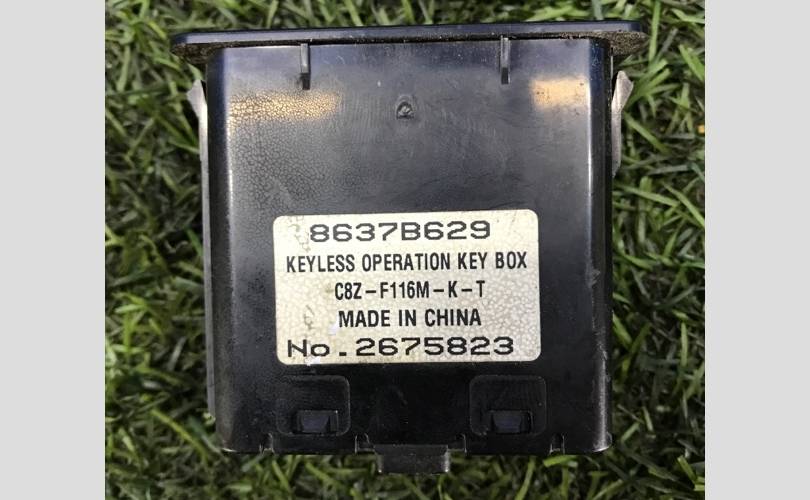 8637B629
KEYLESS OPERATION KEY BOX
C8Z-F116M-K-T
MADE IN CHINA
No.2675823